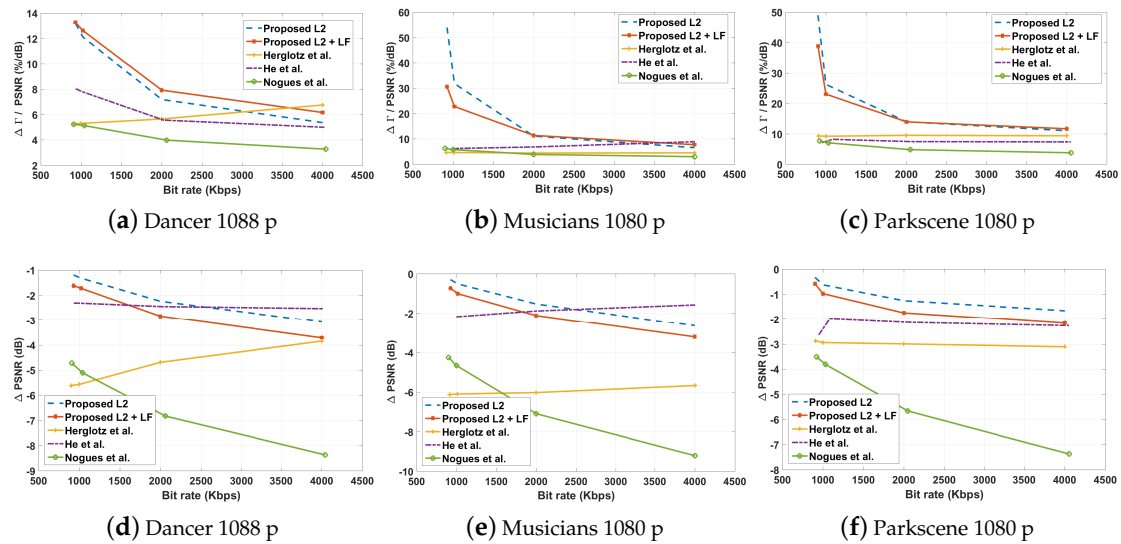 Δ Γ / PSNR (%/dB)
14
12
10
8
6
4
2
500 1000 1500 2000 2500 3000 3500 4000 4500
Bit rate (Kbps)
Proposed L2
Proposed L2 + LF
Herglotz et al.
He et al.
Nogues et al.
(a) Dancer 1088 p
Δ Γ / PSNR (%/dB)
60
50
40
30
20
10
0
500 1000 1500 2000 2500 3000 3500 4000 4500
Bit rate (Kbps)
Proposed L2
Proposed L2 + LF
Herglotz et al.
He et al.
Nogues et al.
(b) Musicians 1080 p
Δ Γ / PSNR (%/dB)
50
40
30
20
10
0
500 1000 1500 2000 2500 3000 3500 4000 4500
Bit rate (Kbps)
Proposed L2
Proposed L2 + LF
Herglotz et al.
He et al.
Nogues et al.
(c) Parkscene 1080 p
Δ PSNR (dB)
-1
-2
-3
-4
-5
-6
-7
-8
-9
500 1000 1500 2000 2500 3000 3500 4000 4500
Bit rate (Kbps)
Proposed L2
Proposed L2 + LF
Herglotz et al.
He et al.
Nogues et al.
(d) Dancer 1088 p
Δ PSNR (dB)
0
-2
-4
-6
-8
-10
500 1000 1500 2000 2500 3000 3500 4000 4500
Bit rate (Kbps)
Proposed L2
Proposed L2 + LF
Herglotz et al.
He et al.
Nogues et al.
(e) Musicians 1080 p
Δ PSNR (dB)
0
-1
-2
-3
-4
-5
-6
-7
-8
500 1000 1500 2000 2500 3000 3500 4000 4500
Bit rate (Kbps)
Proposed L2
Proposed L2 + LF
Herglotz et al.
He et al.
Nogues et al.
(f) Parkscene 1080 p